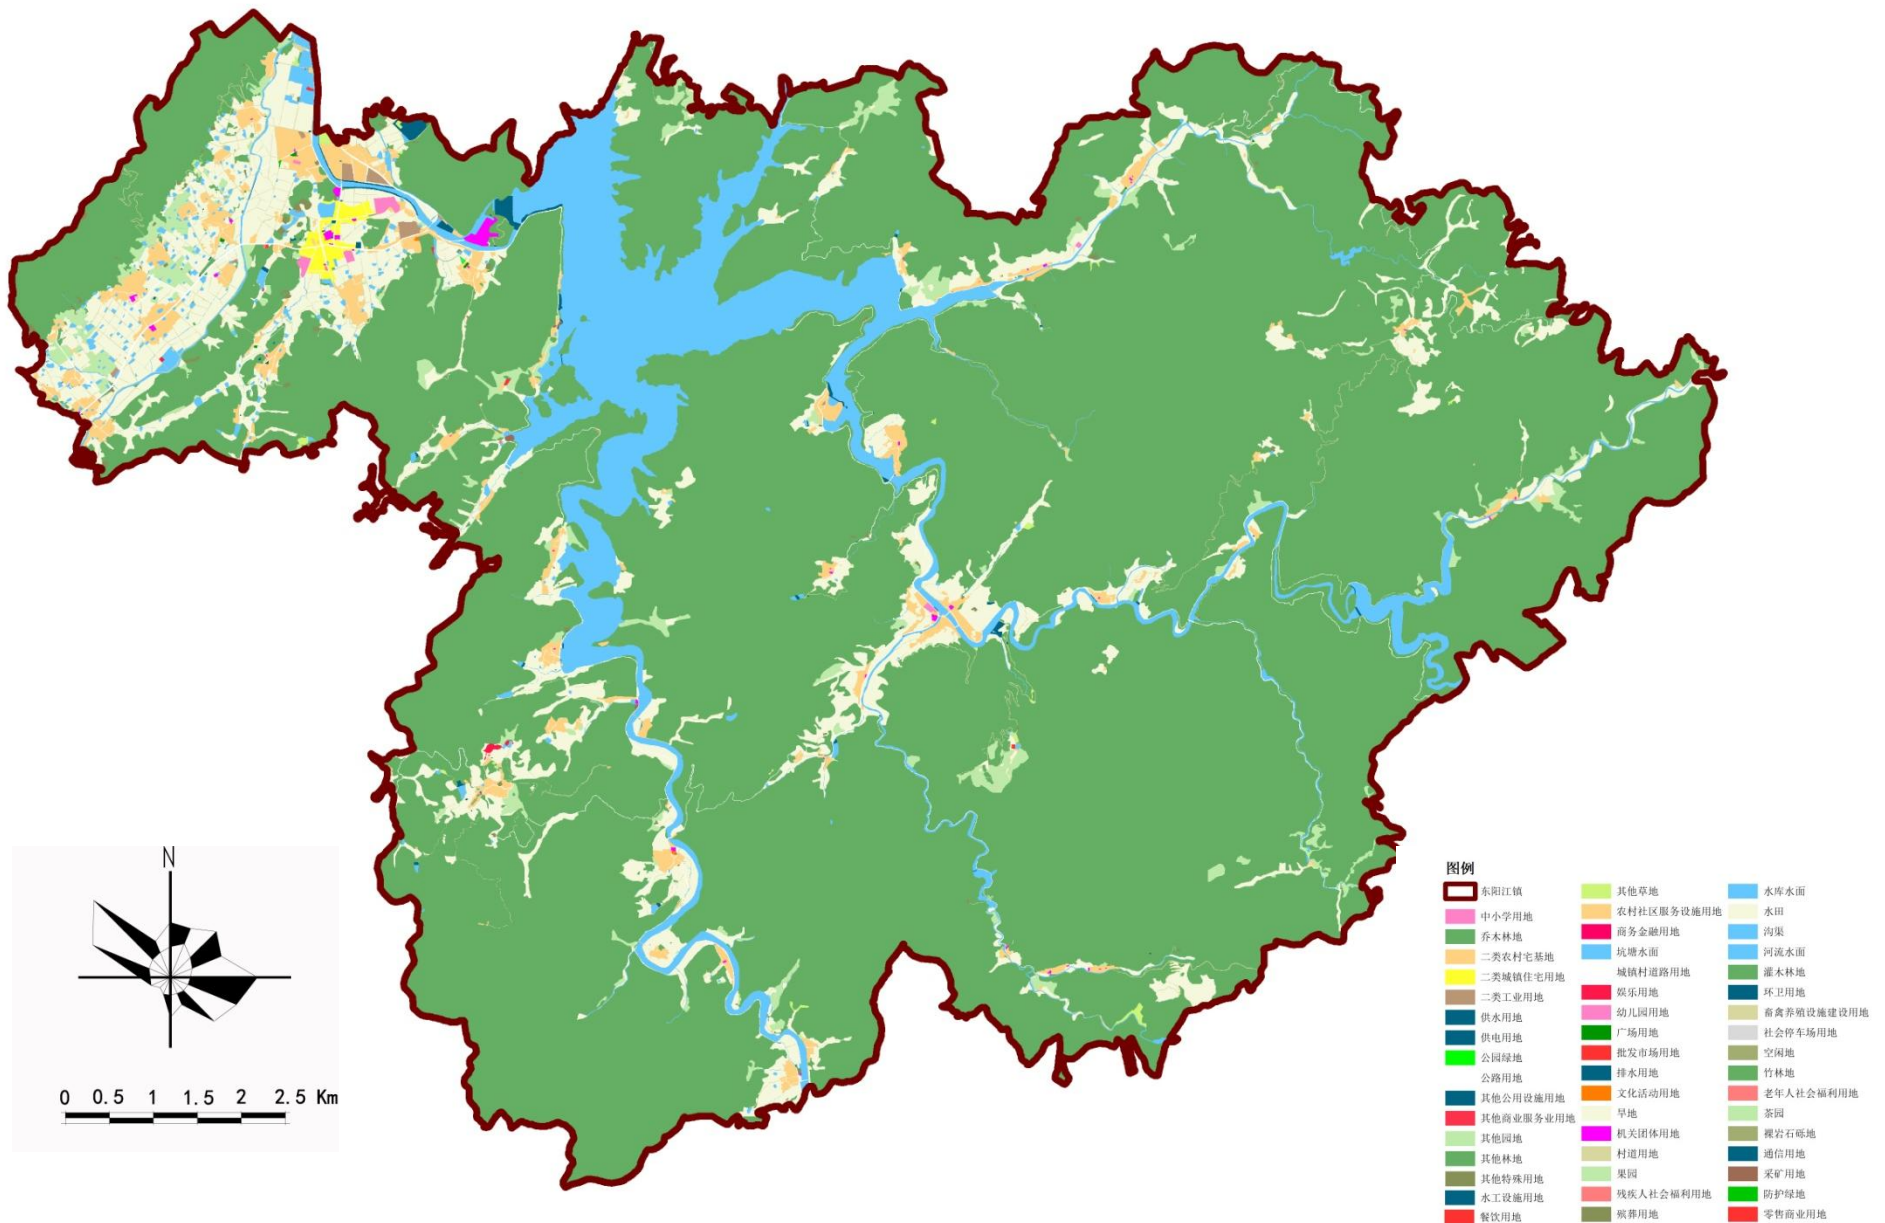 N
0 0.5 1 1.5 2 2.5 Km
图例
东阳江镇
中小学用地
乔木林地
二类农村宅基地
二类城镇住宅用地
二类工业用地
供水用地
供电用地
公园绿地
公路用地
其他公用设施用地
其他商业服务业用地
其他园地
其他林地
其他特殊用地
水工设施用地
餐饮用地
其他草地
农村社区服务设施用地
商务金融用地
坑塘水面
城镇村道路用地
娱乐用地
幼儿园用地
广场用地
批发市场用地
排水用地
文化活动用地
旱地
机关团体用地
村道用地
果园
残疾人社会福利用地
殡葬用地
水库水面
水田
沟渠
河流水面
灌木林地
环卫用地
畜禽养殖设施建设用地
社会停车场用地
空闲地
竹林地
老年人社会福利用地
茶园
裸岩石砾地
通信用地
采矿用地
防护绿地
零售商业用地